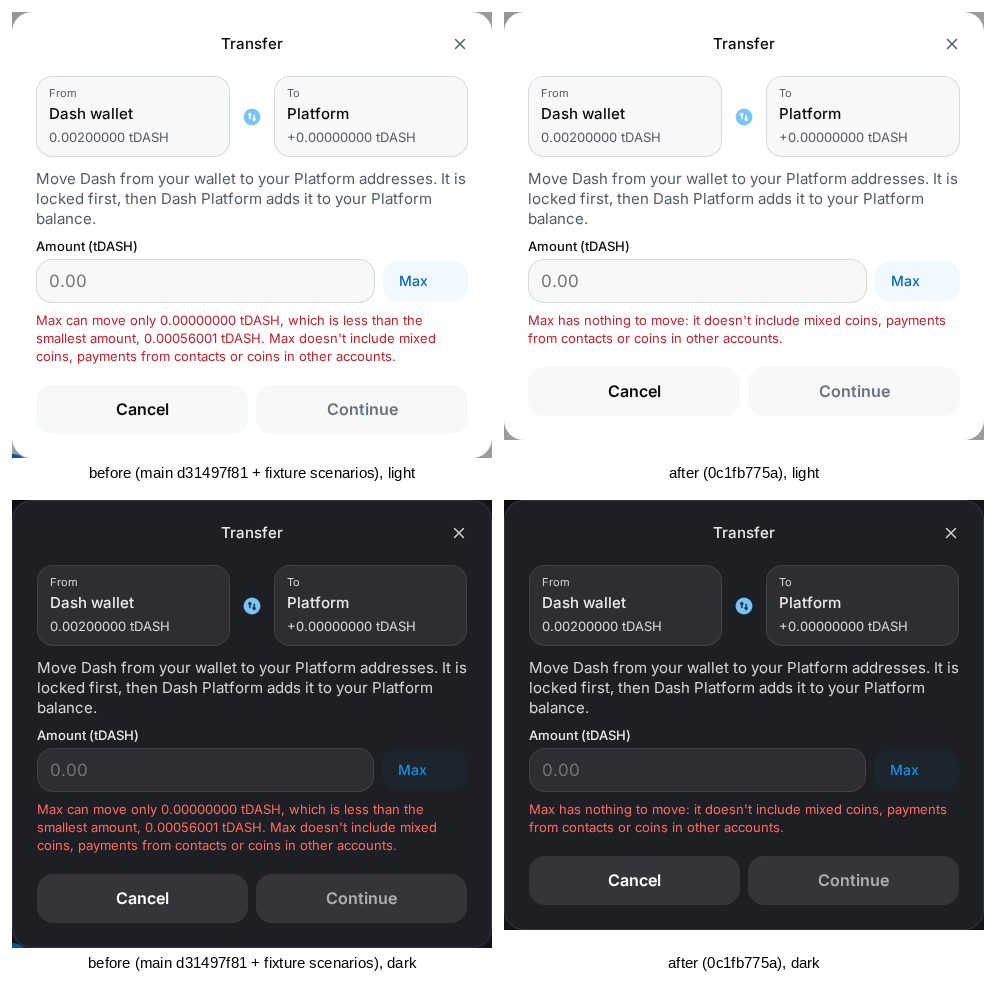 Transfer
From
Dash wallet
0.00200000 tDASH
To
Platform
+0.00000000 tDASH
Move Dash from your wallet to your Platform addresses. It is
locked first, then Dash Platform adds it to your Platform
balance.
Amount (tDASH)
0.00
Max
Max can move only 0.00000000 tDASH, which is less than the
smallest amount, 0.00056001 tDASH. Max doesn't include mixed
coins, payments from contacts or coins in other accounts.
Cancel
Continue
before (main d31497f81 + fixture scenarios), light
Transfer
From
Dash wallet
0.00200000 tDASH
To
Platform
+0.00000000 tDASH
Move Dash from your wallet to your Platform addresses. It is
locked first, then Dash Platform adds it to your Platform
balance.
Amount (tDASH)
0.00
Max
Max has nothing to move: it doesn't include mixed coins, payments
from contacts or coins in other accounts.
Cancel
Continue
after (0c1fb775a), light
Transfer
From
Dash wallet
0.00200000 tDASH
To
Platform
+0.00000000 tDASH
Move Dash from your wallet to your Platform addresses. It is
locked first, then Dash Platform adds it to your Platform
balance.
Amount (tDASH)
0.00
Max
Max can move only 0.00000000 tDASH, which is less than the
smallest amount, 0.00056001 tDASH. Max doesn't include mixed
coins, payments from contacts or coins in other accounts.
Cancel
Continue
before (main d31497f81 + fixture scenarios), dark
Transfer
From
Dash wallet
0.00200000 tDASH
To
Platform
+0.00000000 tDASH
Move Dash from your wallet to your Platform addresses. It is
locked first, then Dash Platform adds it to your Platform
balance.
Amount (tDASH)
0.00
Max
Max has nothing to move: it doesn't include mixed coins, payments
from contacts or coins in other accounts.
Cancel
Continue
after (0c1fb775a), dark